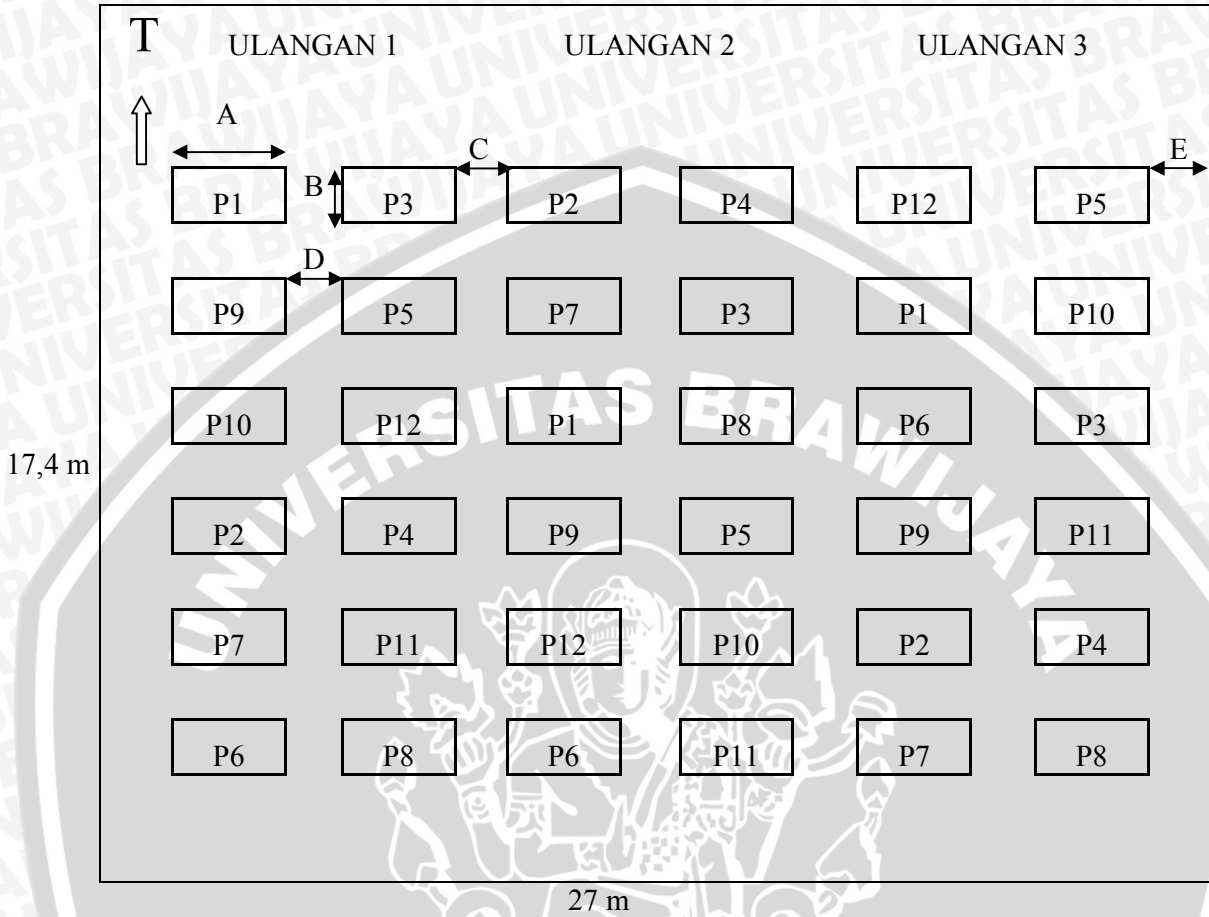 T ULANGAN 1 ULANGAN 2 ULANGAN 3
A
C E
B
P1 P3 P2 P4 P12 P5
D
P9 P5 P7 P3 P1 P10
P10 P12 P1 P8 P6 P3
17,4 m
P2 P4 P9 P5 P9 P11
P7 P11 P12 P10 P2 P4
P6 P8 P6 P11 P7 P8
27 m
UNIVERSITAS BRAWIJAYA